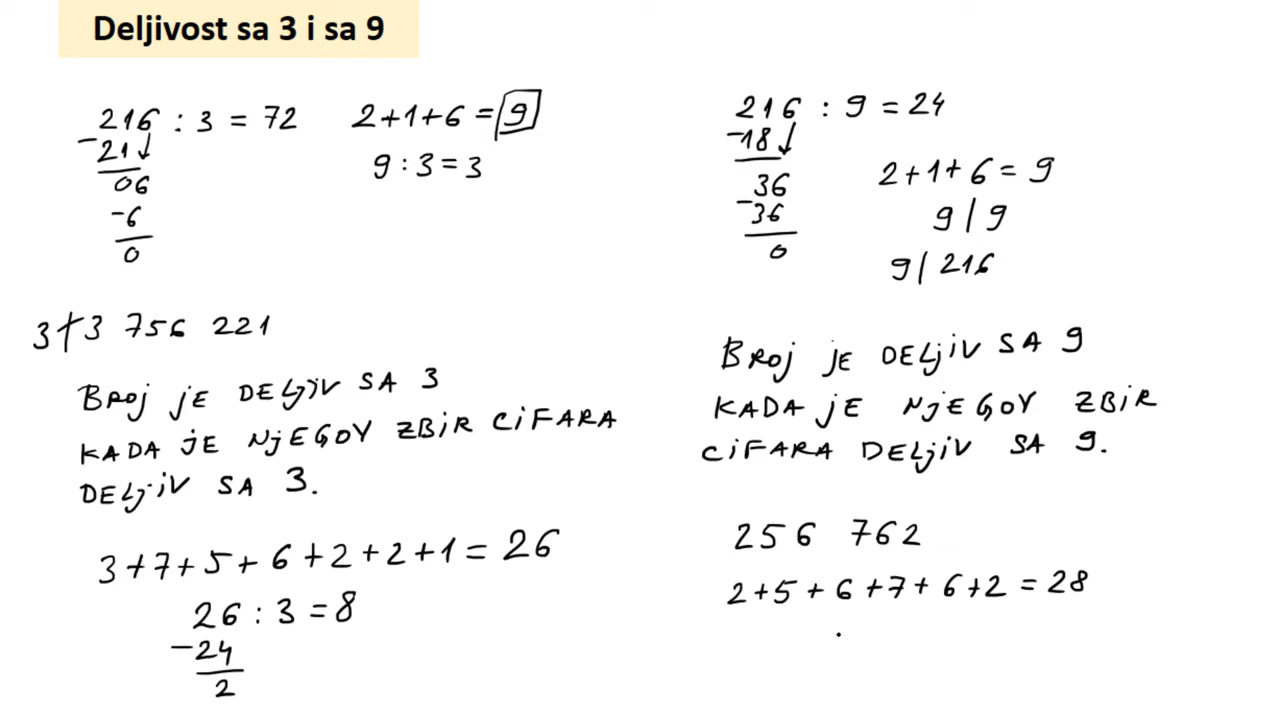 Deljivost sa 3 i sa 9
216 : 3 = 72
-21↓
06
-6
0
2+1+6 = 9
9 : 3 = 3
3∤3 756 221
BROJ JE DELJIV SA 3
KADA JE NJEGOV ZBIR CIFARA
DELJIV SA 3.
3+7+5+6+2+2+1= 26
26 : 3 = 8
-24
2
216 : 9 = 24
-18↓
36
-36
0
2+1+6 = 9
9 | 9
9 | 216
BROJ JE DELJIV SA 9
KADA JE NJEGOV ZBIR
CIFARA DELJIV SA 9.
256 762
2+5+6+7+6+2 = 28